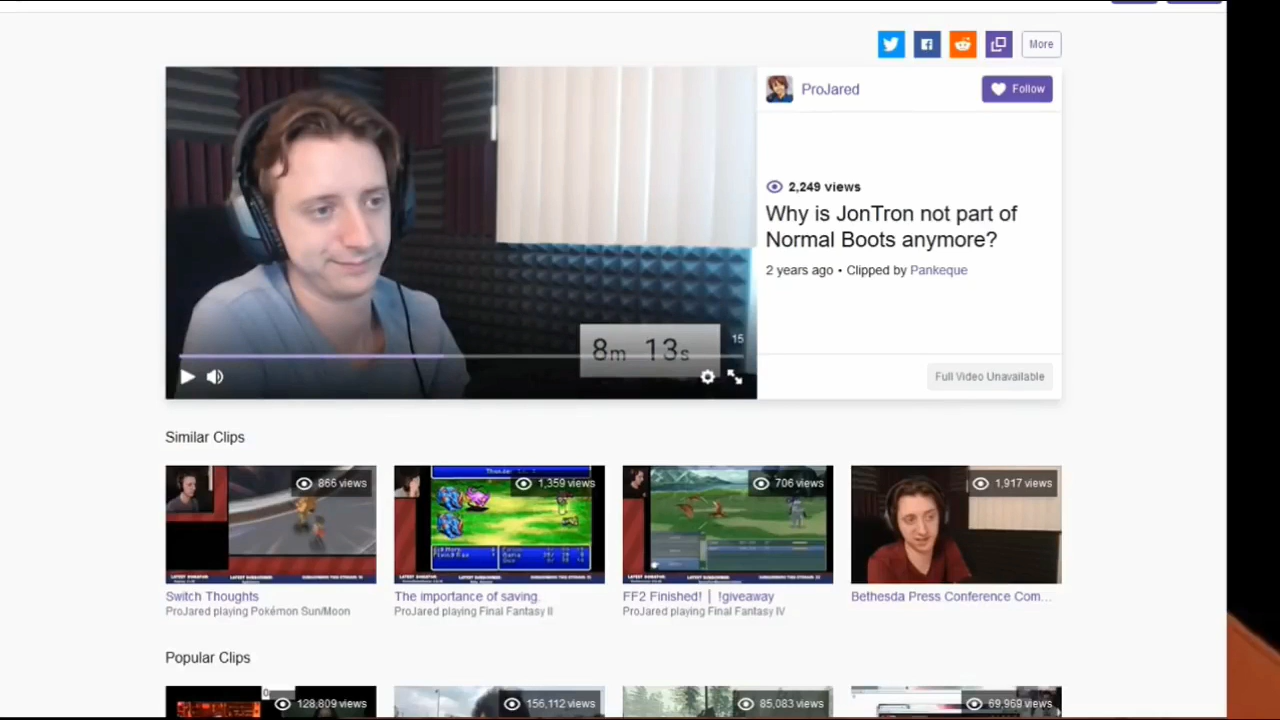 More
ProJared
Follow
2,249 views
Why is JonTron not part of
Normal Boots anymore?
2 years ago • Clipped by Pankeque
8m 13s
15
Full Video Unavailable
Similar Clips
866 views
1,359 views
706 views
1,917 views
Switch Thoughts
ProJared playing Pokémon Sun/Moon
The importance of saving.
ProJared playing Final Fantasy II
FF2 Finished! | !giveaway
ProJared playing Final Fantasy IV
Bethesda Press Conference Com...
Popular Clips
128,809 views
156,112 views
85,083 views
69,969 views